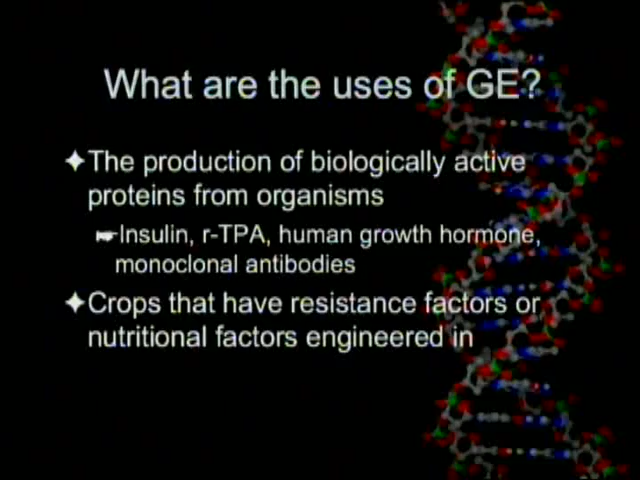 What are the uses of GE?
The production of biologically active
proteins from organisms
Insulin, r-TPA, human growth hormone,
monoclonal antibodies
Crops that have resistance factors or
nutritional factors engineered in